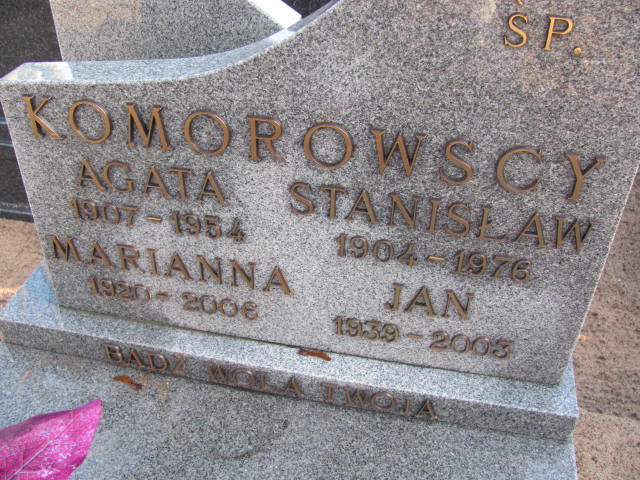 ŚP.
KOMOROWSCY
AGATA
1907-1954
STANISŁAW
1904-1976
MARIANNA
1920-2006
JAN
1939-2003
BĄDŹ WOLA TWOJA